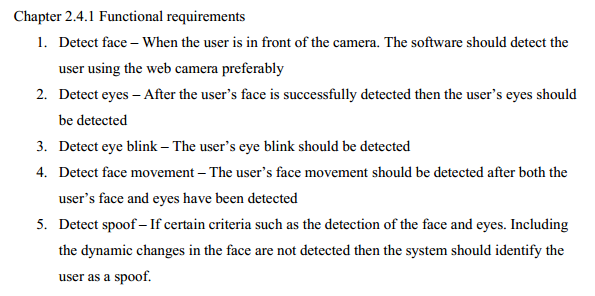 Chapter 2.4.1 Functional requirements
1. Detect face – When the user is in front of the camera. The software should detect the
user using the web camera preferably
2. Detect eyes – After the user's face is successfully detected then the user's eyes should
be detected
3. Detect eye blink – The user's eye blink should be detected
4. Detect face movement – The user's face movement should be detected after both the
user's face and eyes have been detected
5. Detect spoof – If certain criteria such as the detection of the face and eyes. Including
the dynamic changes in the face are not detected then the system should identify the
user as a spoof.